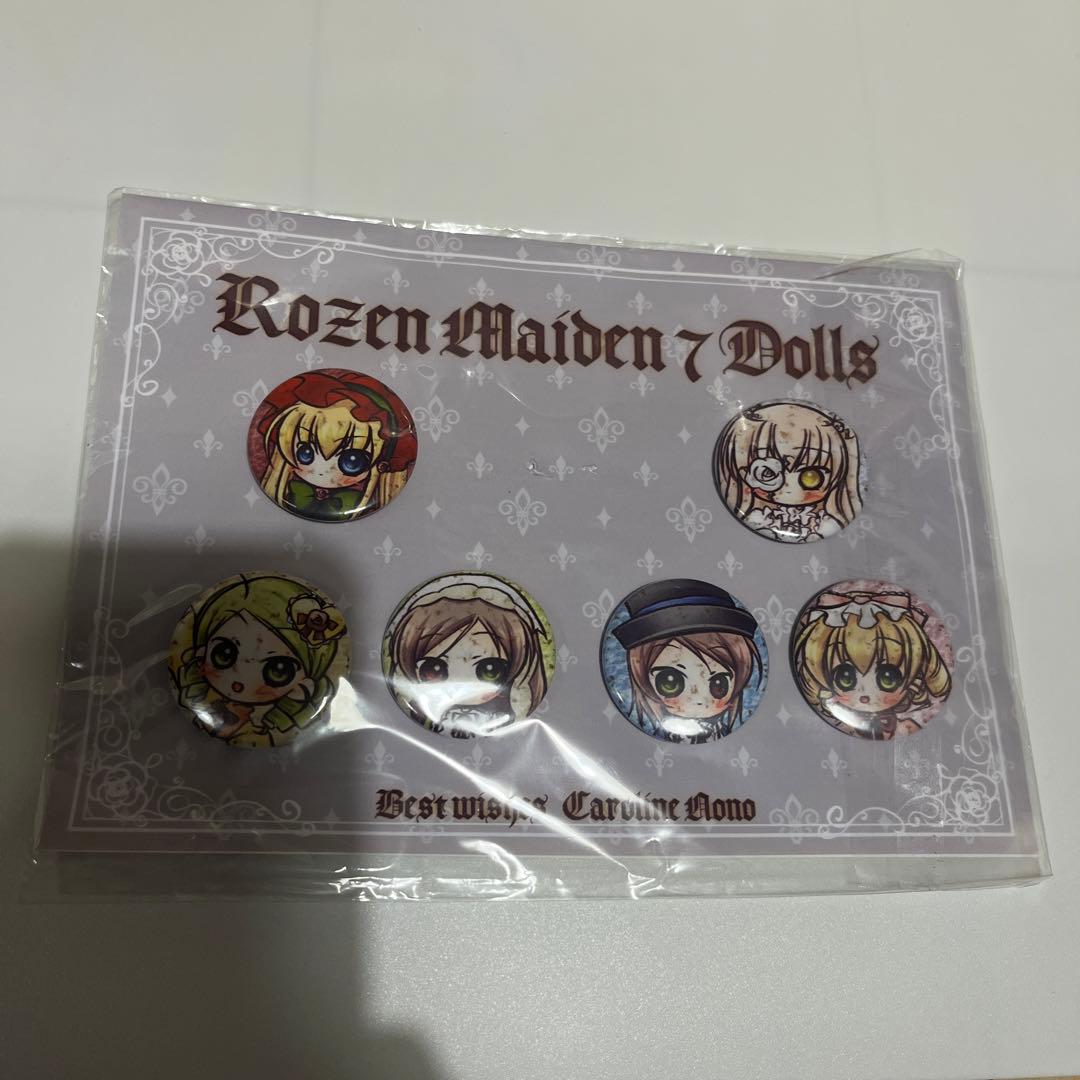 Rozen Maiden 7 Dolls
Best wishes Caroline Nono